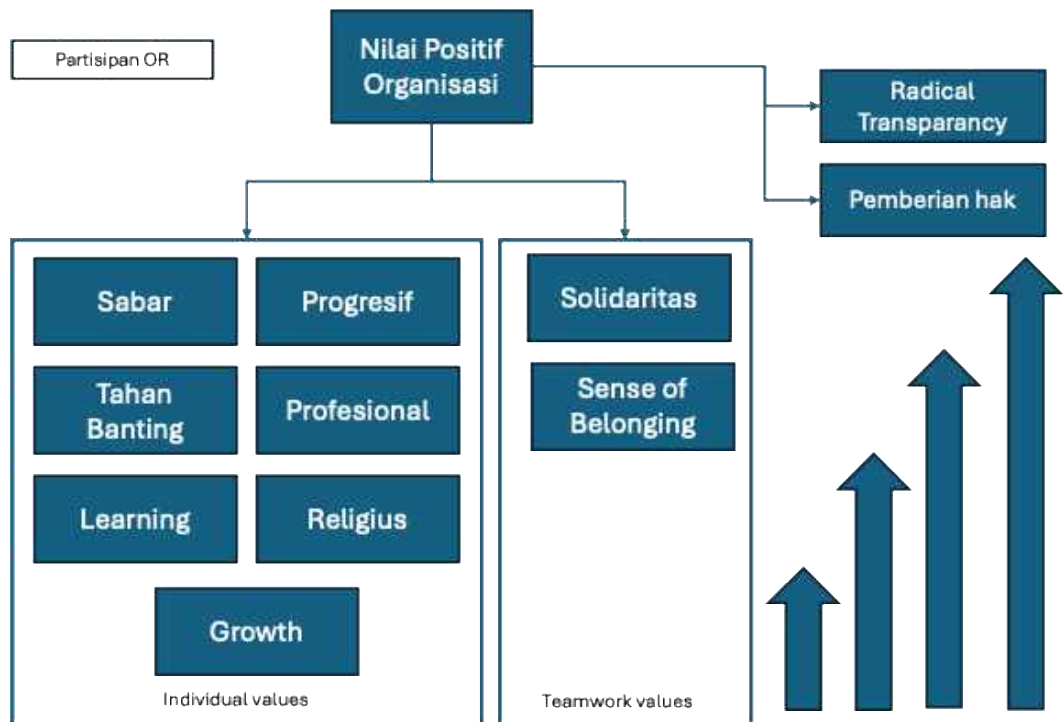 Partisipan OR
Nilai Positif
Organisasi
Radical
Transparancy
Pemberian hak
Sabar
Progresif
Tahan
Banting
Profesional
Learning
Religius
Growth
Individual values
Solidaritas
Sense of
Belonging
Teamwork values